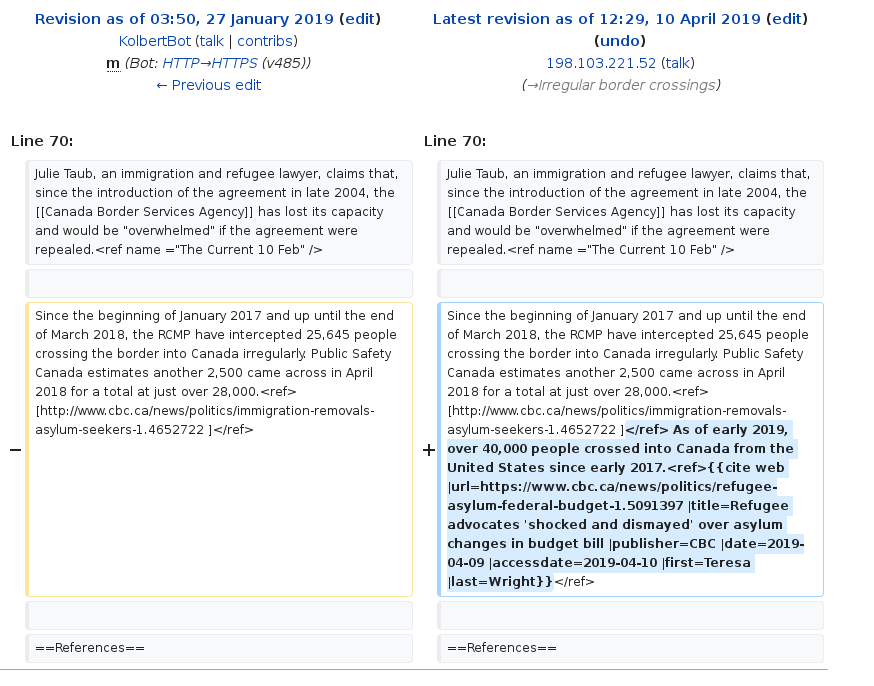 Revision as of 03:50, 27 January 2019 (edit)
KolbertBot (talk | contribs)
m (Bot: HTTP→HTTPS (v485))
← Previous edit
Latest revision as of 12:29, 10 April 2019 (edit)
(undo)
198.103.221.52 (talk)
(→Irregular border crossings)
Line 70:
Line 70:
Julie Taub, an immigration and refugee lawyer, claims that,
since the introduction of the agreement in late 2004, the
[[Canada Border Services Agency]] has lost its capacity
and would be "overwhelmed" if the agreement were
repealed.<ref name ="The Current 10 Feb" />
Julie Taub, an immigration and refugee lawyer, claims that,
since the introduction of the agreement in late 2004, the
[[Canada Border Services Agency]] has lost its capacity
and would be "overwhelmed" if the agreement were
repealed.<ref name ="The Current 10 Feb" />
−
Since the beginning of January 2017 and up until the end
of March 2018, the RCMP have intercepted 25,645 people
crossing the border into Canada irregularly. Public Safety
Canada estimates another 2,500 came across in April
2018 for a total at just over 28,000.<ref>
[http://www.cbc.ca/news/politics/immigration-removals-
asylum-seekers-1.4652722 ]</ref>
+
Since the beginning of January 2017 and up until the end
of March 2018, the RCMP have intercepted 25,645 people
crossing the border into Canada irregularly. Public Safety
Canada estimates another 2,500 came across in April
2018 for a total at just over 28,000.<ref>
[http://www.cbc.ca/news/politics/immigration-removals-
asylum-seekers-1.4652722 ]</ref> As of early 2019,
over 40,000 people crossed into Canada from the
United States since early 2017.<ref>{{cite web
|url=https://www.cbc.ca/news/politics/refugee-
asylum-federal-budget-1.5091397 |title=Refugee
advocates 'shocked and dismayed' over asylum
changes in budget bill |publisher=CBC |date=2019-
04-09 |accessdate=2019-04-10 |first=Teresa
|last=Wright}}</ref>
==References==
==References==